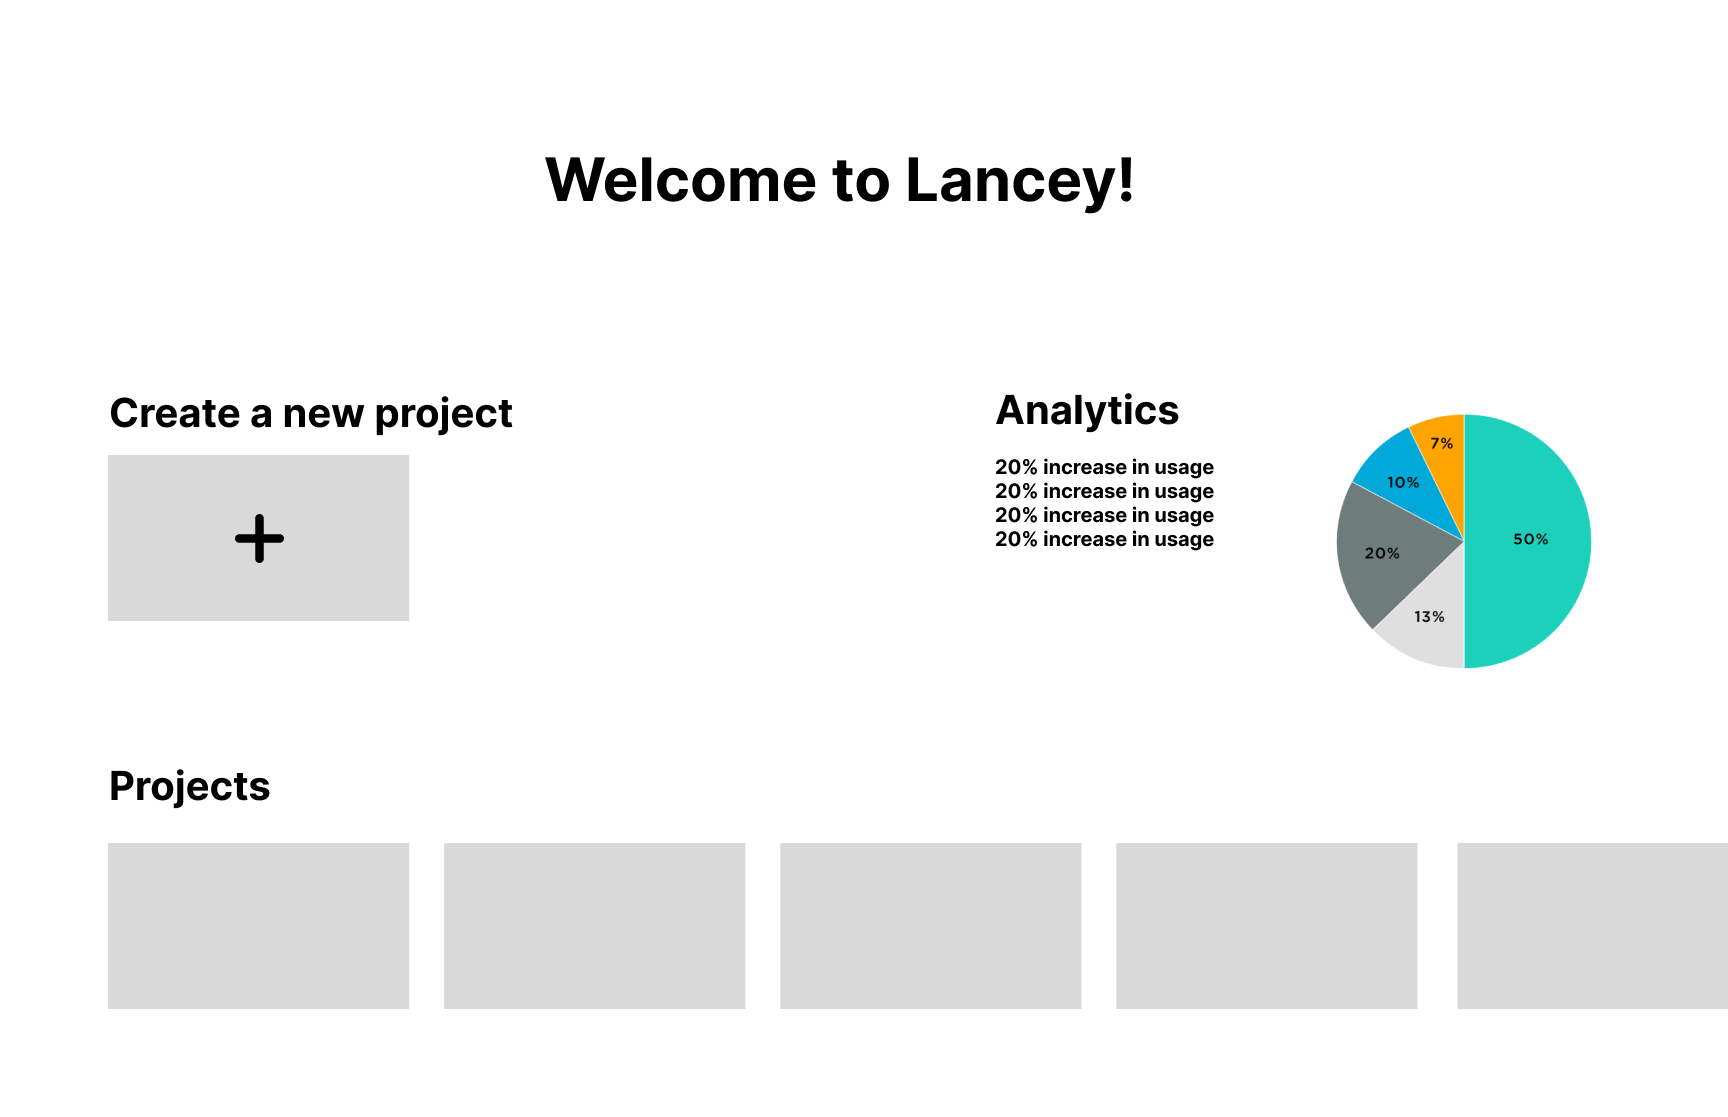 Welcome to Lancey!
Create a new project
Analytics
20% increase in usage
20% increase in usage
20% increase in usage
20% increase in usage
7%
10%
50%
20%
13%
Projects